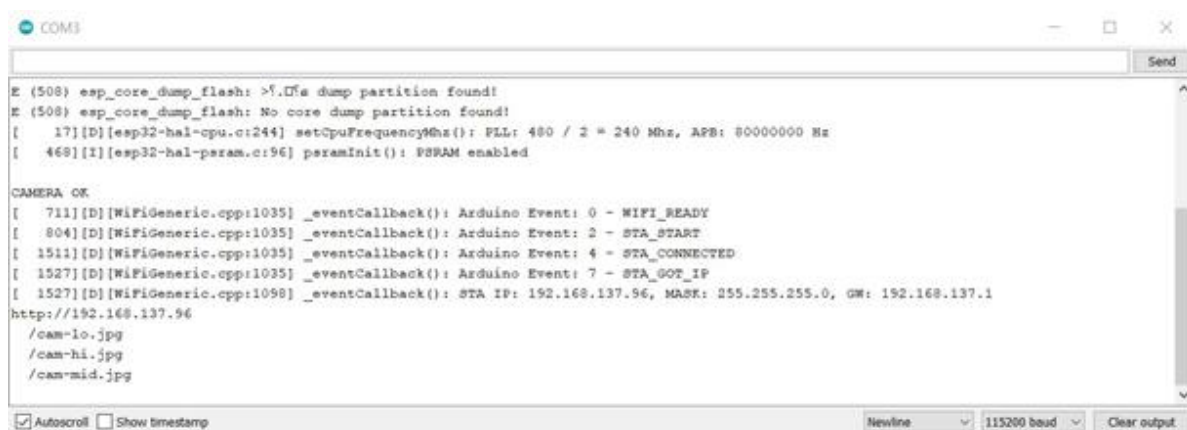 COM3
Send
E (508) esp_core_dump_flash: dump partition found!
E (508) esp_core_dump_flash: No core dump partition found!
[    17][D][esp32-hal-cpu.c:244] setCpuFrequencyMhz(): PLL: 480 / 2 = 240 Mhz, APB: 80000000 Hz
[   468][I][esp32-hal-psram.c:96] psramInit(): PSRAM enabled
CAMERA OK
[   711][D][WiFiGeneric.cpp:1035] _eventCallback(): Arduino Event: 0 - WIFI_READY
[   804][D][WiFiGeneric.cpp:1035] _eventCallback(): Arduino Event: 2 - STA_START
[  1511][D][WiFiGeneric.cpp:1035] _eventCallback(): Arduino Event: 4 - STA_CONNECTED
[  1527][D][WiFiGeneric.cpp:1035] _eventCallback(): Arduino Event: 7 - STA_GOT_IP
[  1527][D][WiFiGeneric.cpp:1098] _eventCallback(): STA IP: 192.168.137.96, MASK: 255.255.255.0, GW: 192.168.137.1
http://192.168.137.96
/cam-lo.jpg
/cam-hi.jpg
/cam-mid.jpg
Autoscroll Show timestamp Newline 115200 baud Clear output